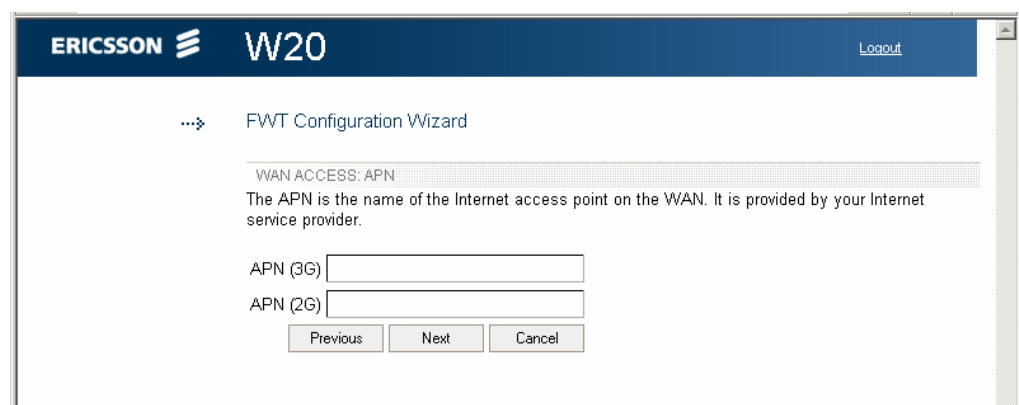 ERICSSON W20 Logout
FWT Configuration Wizard
WAN ACCESS: APN
The APN is the name of the Internet access point on the WAN. It is provided by your Internet
service provider.
APN (3G)
APN (2G)
Previous Next Cancel